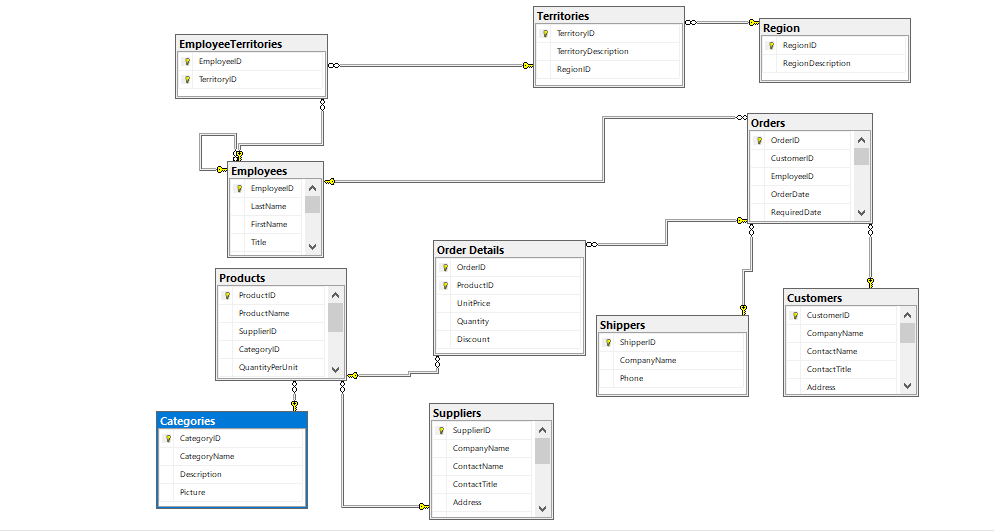 Territories
TerritoryID
TerritoryDescription
RegionID
Region
RegionID
RegionDescription
EmployeeTerritories
EmployeeID
TerritoryID
Orders
OrderID
CustomerID
EmployeeID
OrderDate
RequiredDate
Employees
EmployeeID
LastName
FirstName
Title
Order Details
OrderID
ProductID
UnitPrice
Quantity
Discount
Products
ProductID
ProductName
SupplierID
CategoryID
QuantityPerUnit
Shippers
ShipperID
CompanyName
Phone
Customers
CustomerID
CompanyName
ContactName
ContactTitle
Address
Categories
CategoryID
CategoryName
Description
Picture
Suppliers
SupplierID
CompanyName
ContactName
ContactTitle
Address